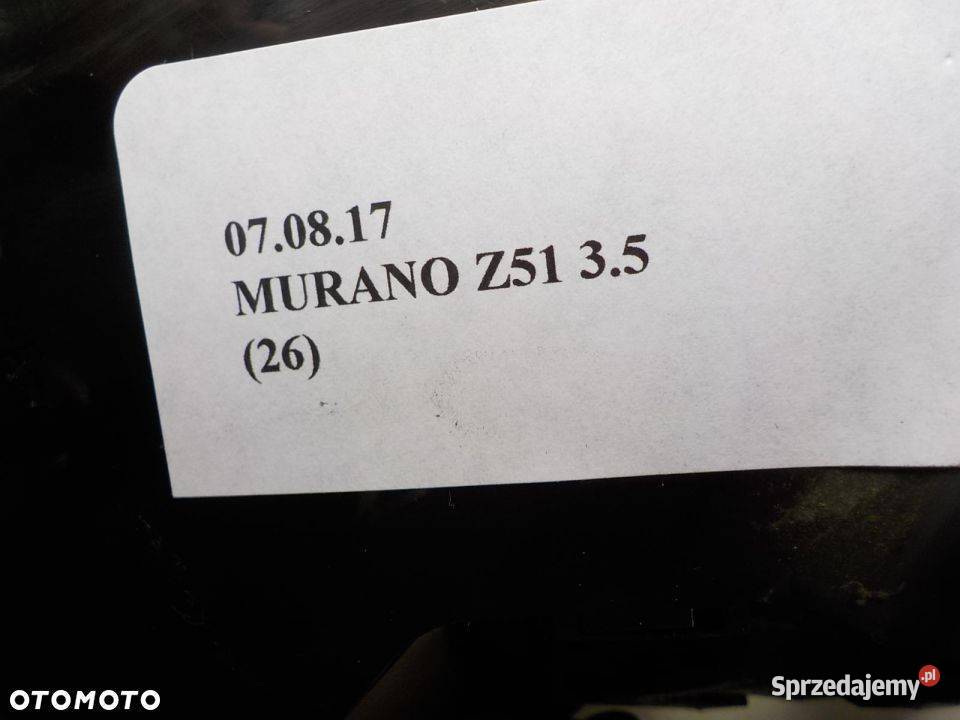 07.08.17
MURANO Z51 3.5
(26)
OTOMOTO
Sprzedajemy.pl